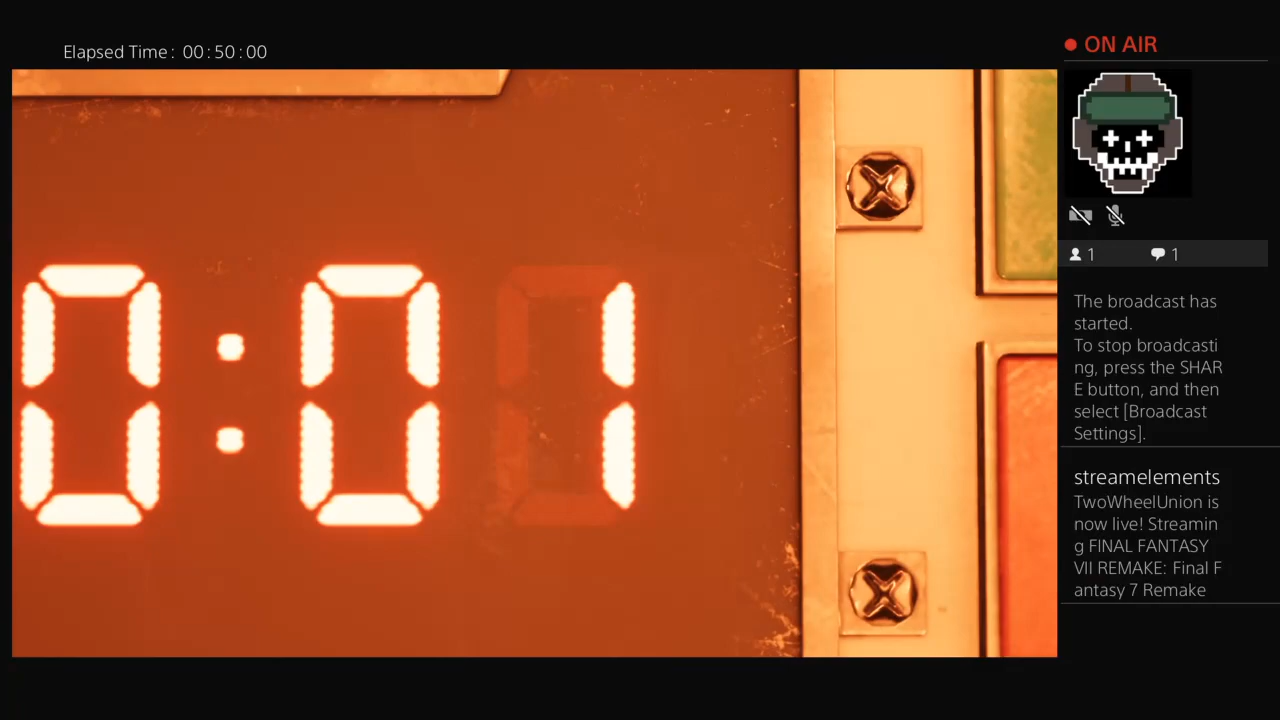 Elapsed Time: 00:50:00
ON AIR
0:01
1 1
The broadcast has
started.
To stop broadcasti
ng, press the SHAR
E button, and then
select [Broadcast
Settings].
streamelements
TwoWheelUnion is
now live! Streamin
g FINAL FANTASY
VII REMAKE: Final F
antasy 7 Remake